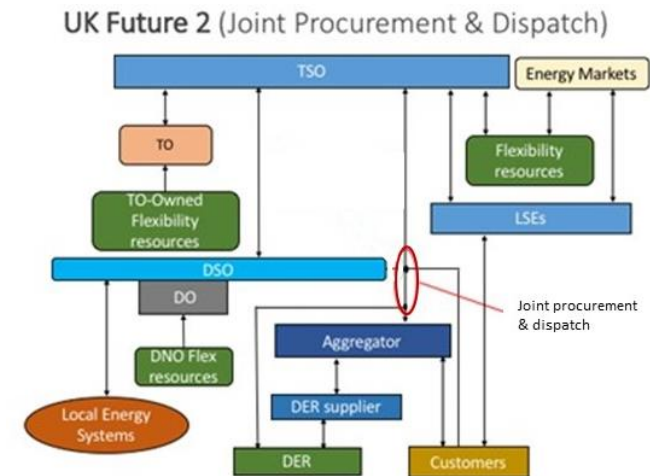 UK Future 2 (Joint Procurement & Dispatch)
TSO
Energy Markets
TO
Flexibility
resources
TO-Owned
Flexibility
resources
LSEs
DSO
DO
Joint procurement
& dispatch
Aggregator
DNO Flex
resources
DER supplier
Local Energy
Systems
DER
Customers